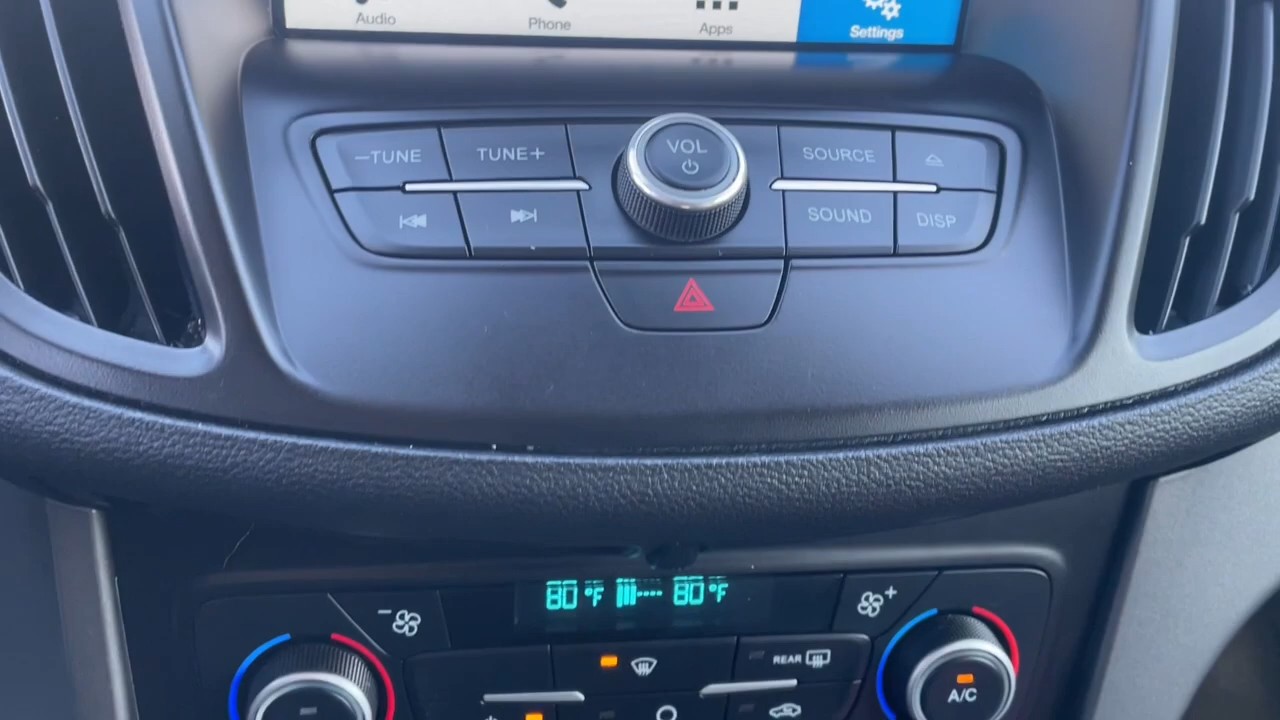 Audio
Phone
Apps
Settings
−TUNE
TUNE+
VOL
SOURCE
SOUND
DISP
80 °F
80 °F
−
+
REAR
A/C